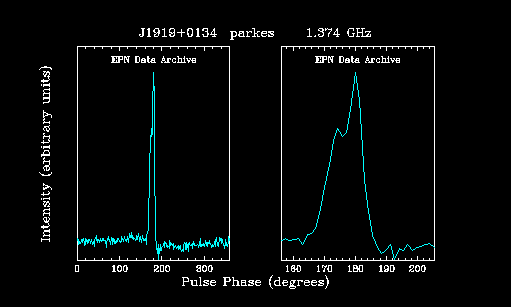 J1919+0134 parkes 1.374 GHz
EPN Data Archive EPN Data Archive
Intensity (arbitrary units)
0 100 200 300 160 170 180 190 200
Pulse Phase (degrees)